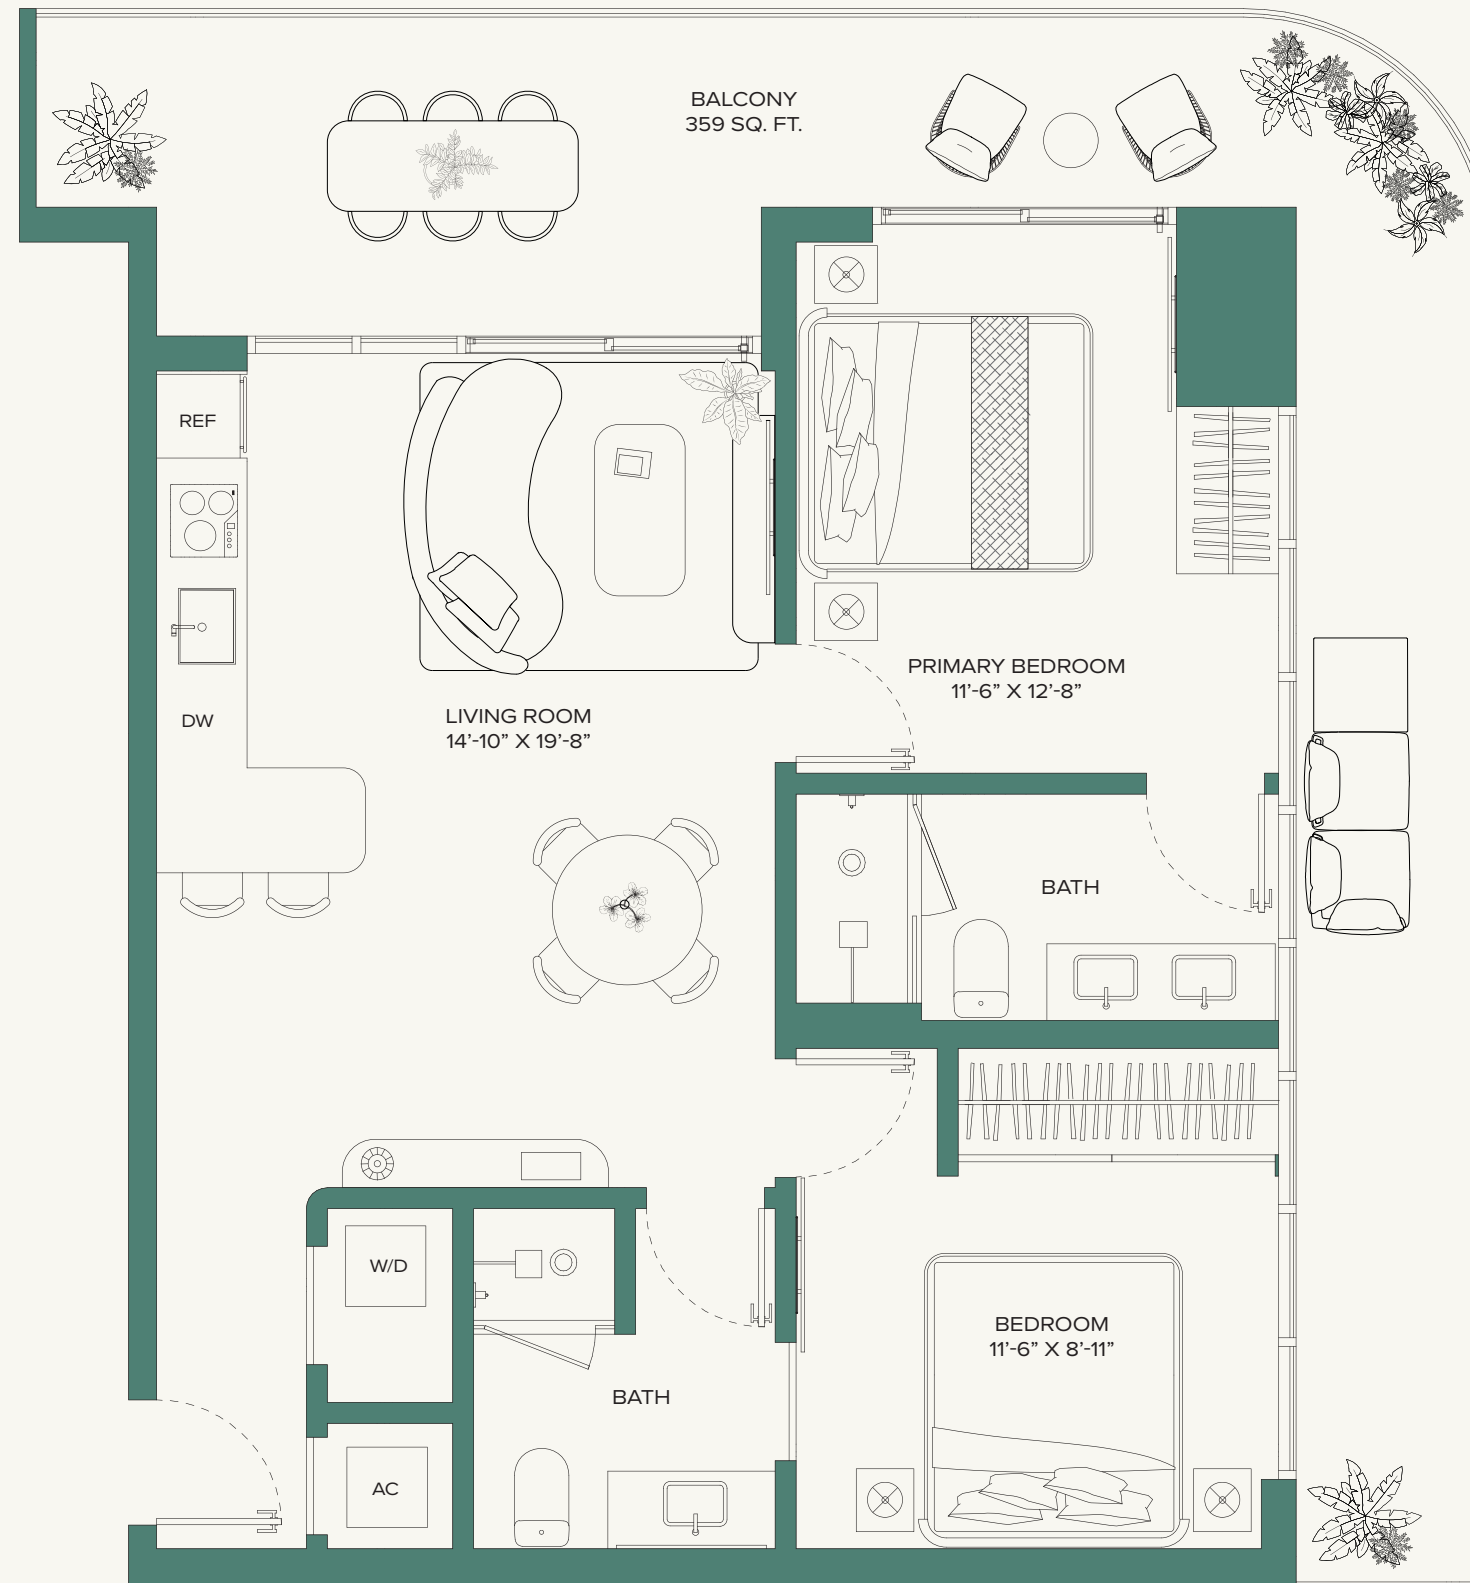 BALCONY
359 SQ. FT.
REF
DW
LIVING ROOM
14’-10” X 19’-8”
PRIMARY BEDROOM
11’-6” X 12’-8”
BATH
W/D
BEDROOM
11’-6” X 8’-11”
BATH
AC